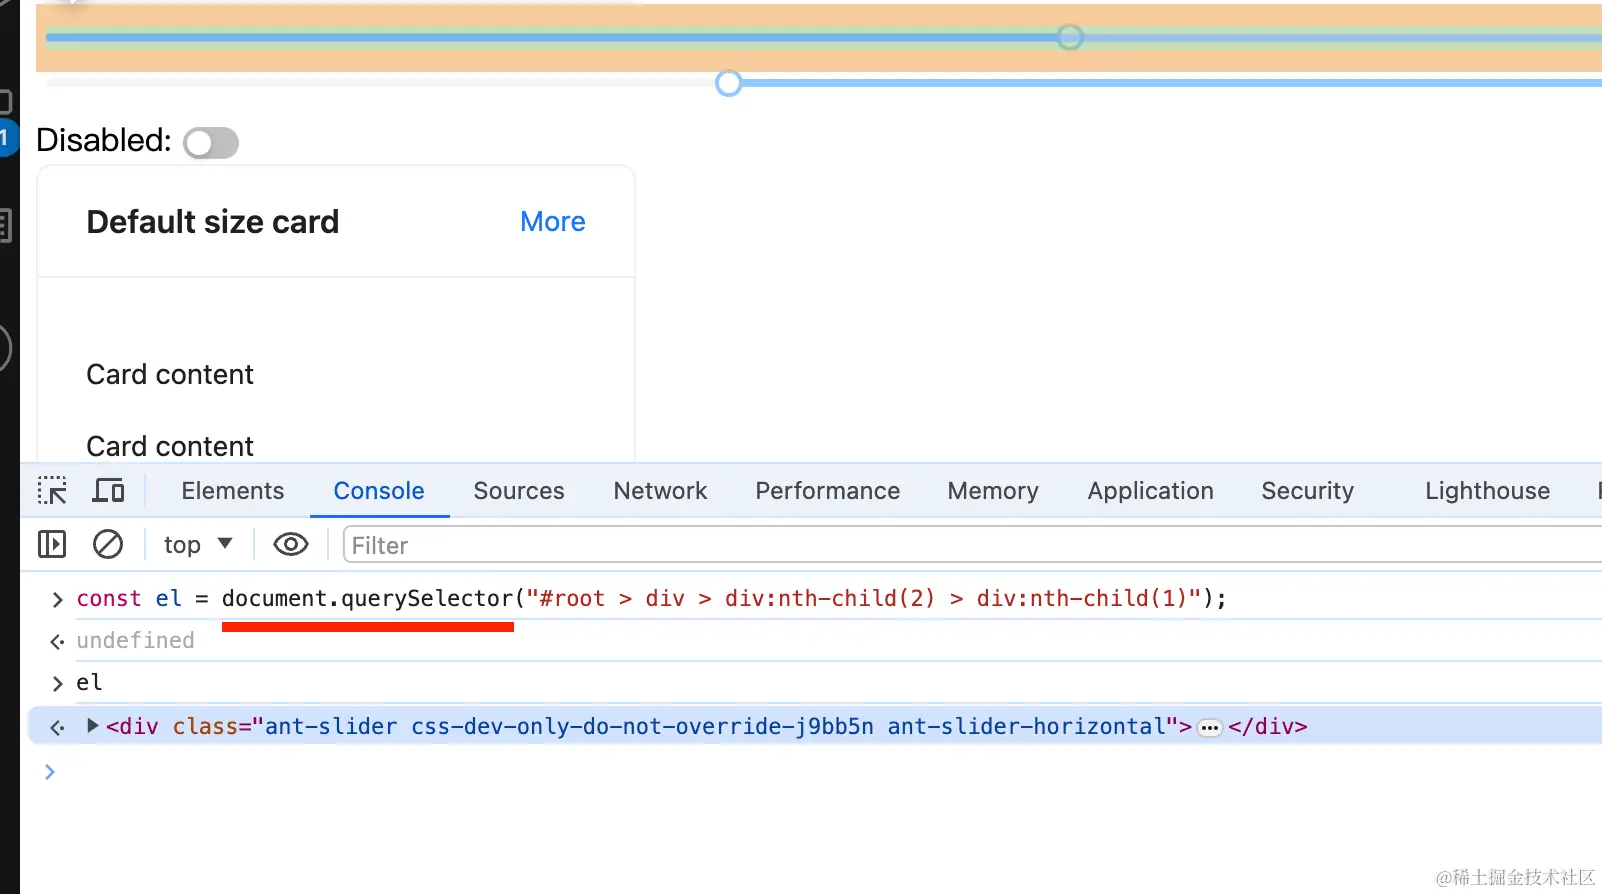 1
Disabled:
Default size card More
Card content
Card content
Elements Console Sources Network Performance Memory Application Security Lighthouse
top ▼ Filter
> const el = document.querySelector("#root > div > div:nth-child(2) > div:nth-child(1)");
undefined
> el
<div class="ant-slider css-dev-only-do-not-override-j9bb5n ant-slider-horizontal">…</div>
>
@稀土掘金技术社区